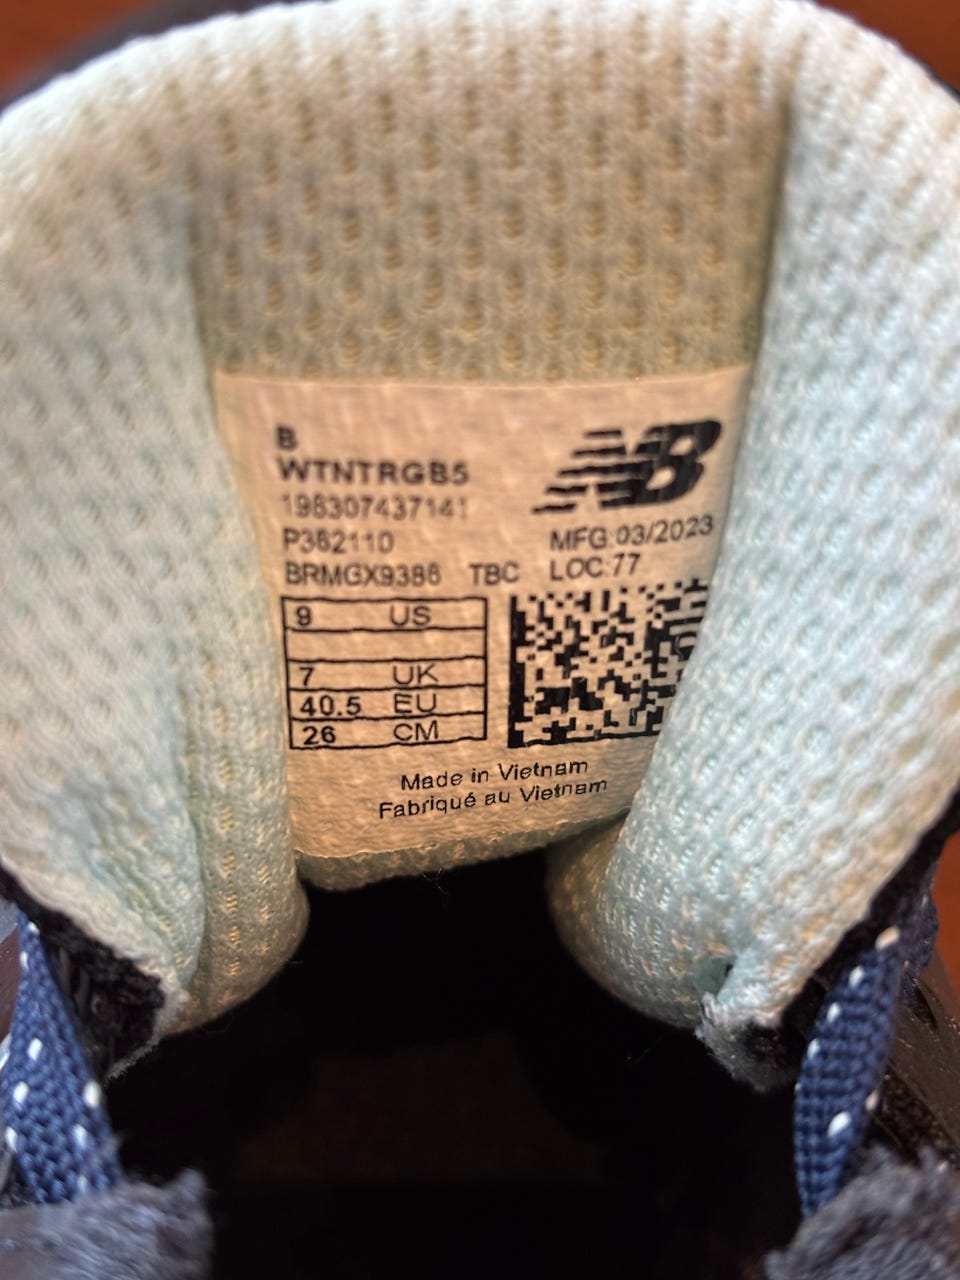 B
WTNTRGB5
198307437141
P382110
BRMGX9386 TBC
NB
MFG:03/2023
LOC:77
9 US
7 UK
40.5 EU
26 CM
Made in Vietnam
Fabriqué au Vietnam